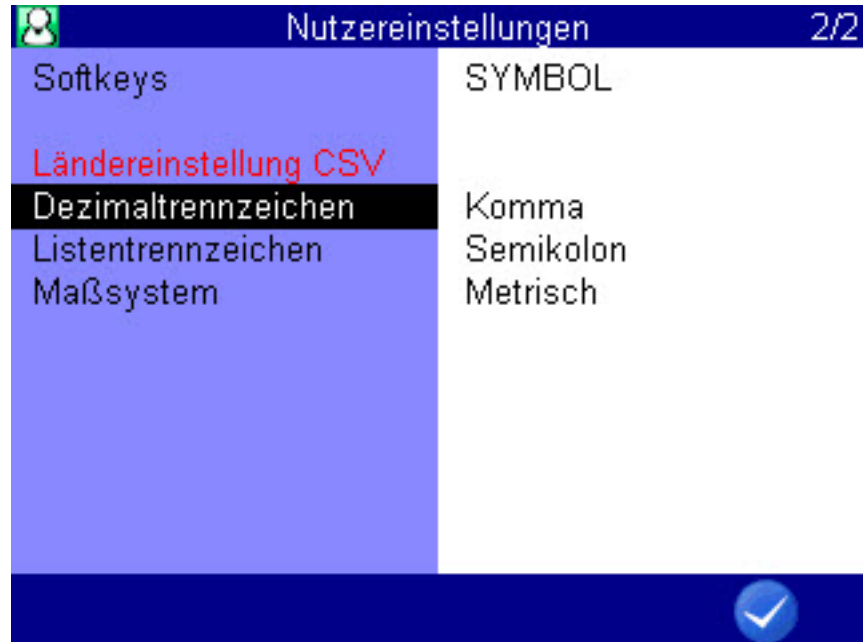 Nutzereinstellungen 2/2
Softkeys SYMBOL
Ländereinstellung CSV
Dezimaltrennzeichen Komma
Listentrennzeichen Semikolon
Maßsystem Metrisch